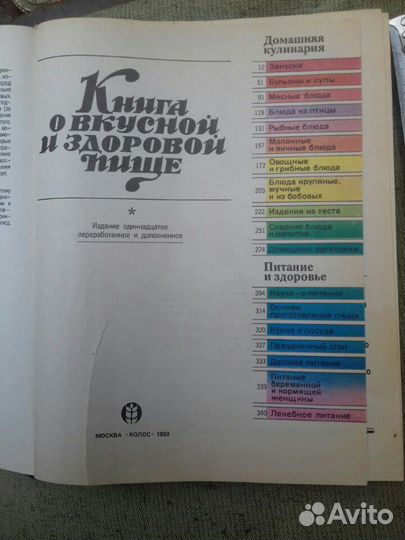 Книга
о вкусной
и здоровой
пище
*
Издание одиннадцатое,
переработанное и дополненное
МОСКВА «КОЛОС» 1993
Домашняя
кулинария
12 Закуски
51 Бульоны и супы
91 Мясные блюда
119 Блюда из птицы
131 Рыбные блюда
157 Молочные
и яичные блюда
172 Овощные
и грибные блюда
203 Блюда крупяные,
мучные
и из бобовых
222 Изделия из теста
251 Сладкие блюда
и напитки
274 Домашние заготовки
Питание
и здоровье
294 Наука — о питании
314 Основы
приготовления пищи
320 Кухня и посуда
327 Праздничный стол
333 Детское питание
339 Питание
беременной
и кормящей
женщины
340 Лечебное питание
Avito